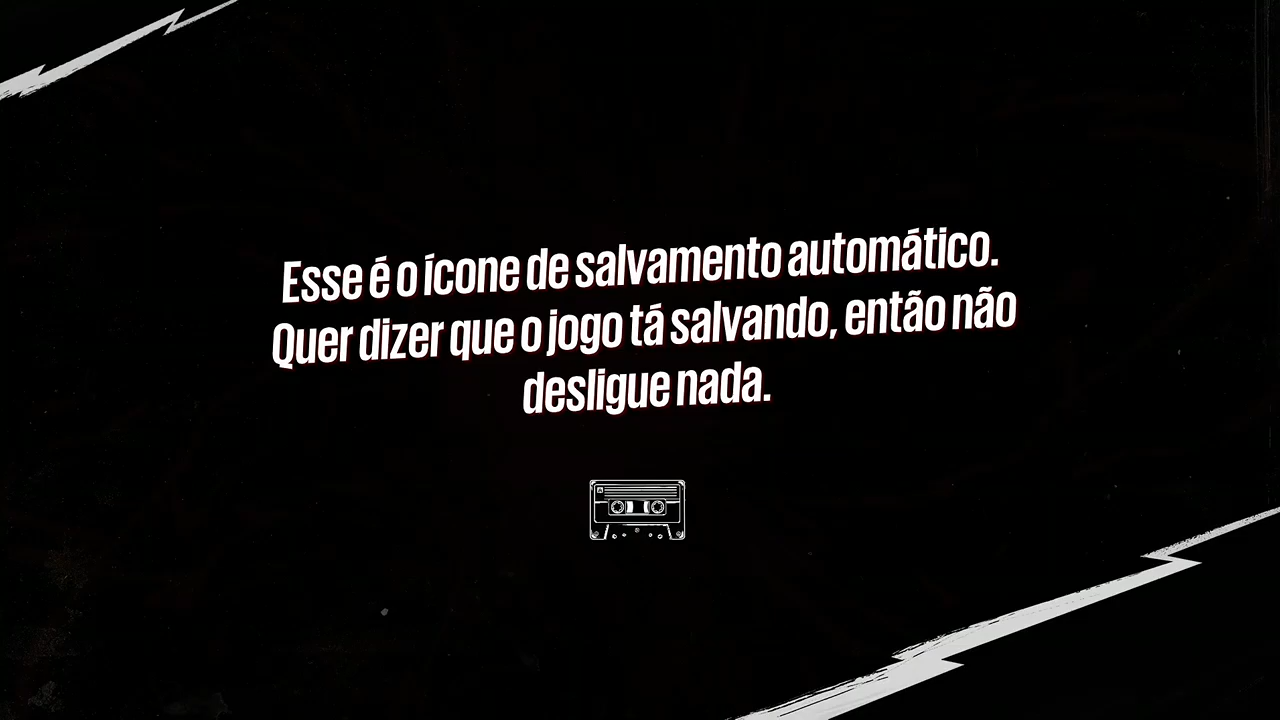 Esse é o ícone de salvamento automático.
Quer dizer que o jogo tá salvando, então não
desligue nada.